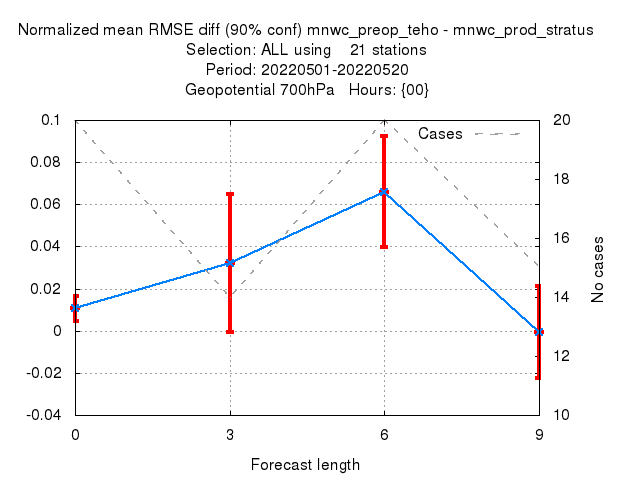 Normalized mean RMSE diff (90% conf) mnwc_preop_teho - mnwc_prod_stratus
Selection: ALL using    21 stations
Period: 20220501-20220520
Geopotential 700hPa   Hours: {00}
Cases
0.1
0.08
0.06
0.04
0.02
0
-0.02
-0.04
20
18
16
14
12
10
No cases
0
3
6
9
Forecast length